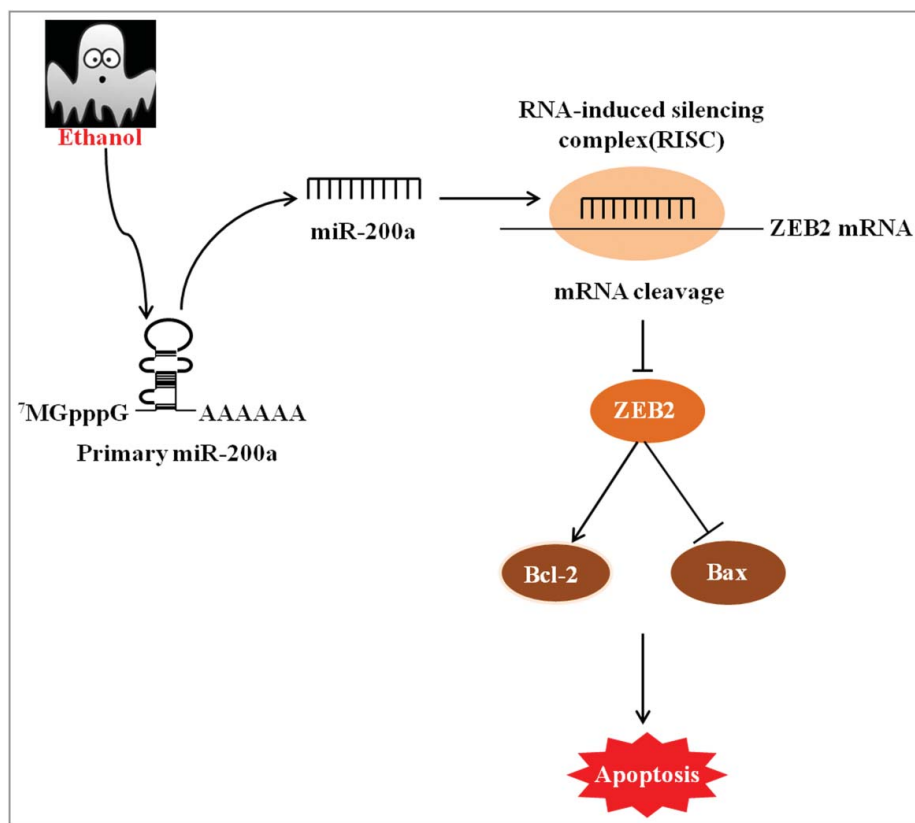 Ethanol
RNA-induced silencing
complex(RISC)
miR-200a
ZEB2 mRNA
mRNA cleavage
⁷MGpppG
AAAAAA
Primary miR-200a
ZEB2
Bcl-2
Bax
Apoptosis